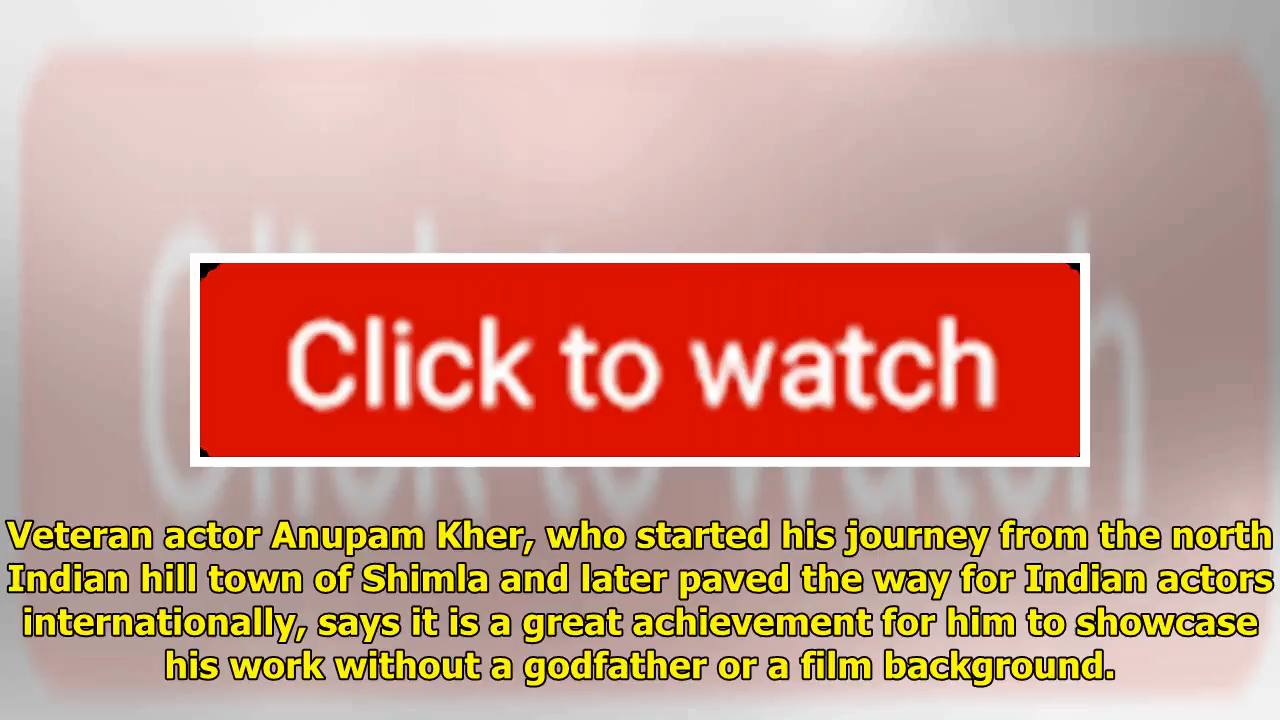 Click to watch
Veteran actor Anupam Kher, who started his journey from the north
Indian hill town of Shimla and later paved the way for Indian actors
internationally, says it is a great achievement for him to showcase
his work without a godfather or a film background.